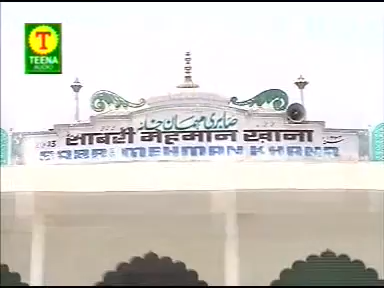 T
TEENA
AUDIO
صابری مہمان خانہ
साबरी मेहमान खाना
SABRI MEHMAN KHANA